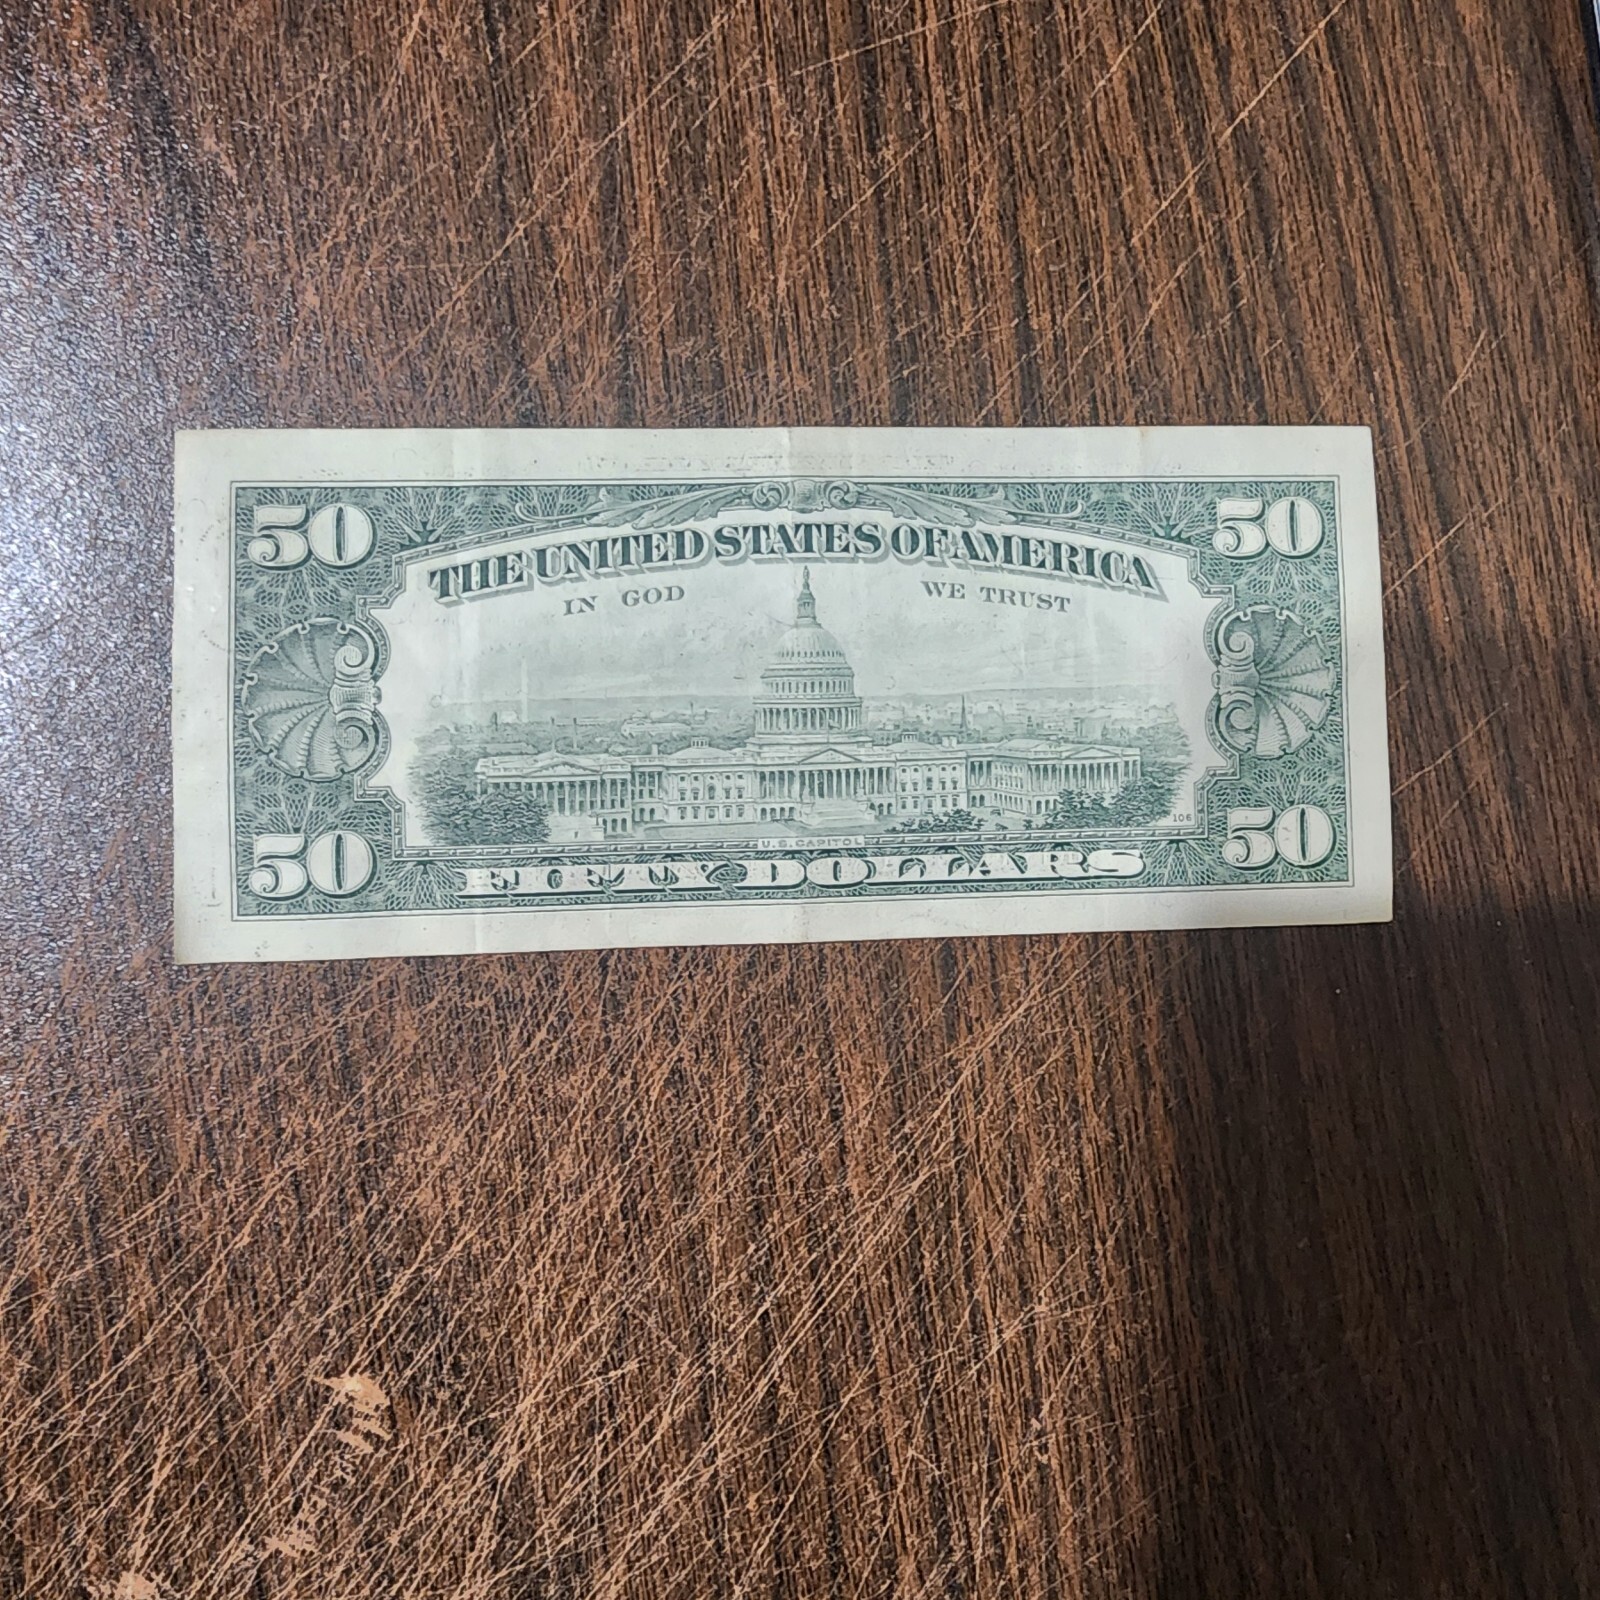 50 50
THE UNITED STATES OF AMERICA
IN GOD WE TRUST
106
U.S. CAPITOL
50 FIFTY DOLLARS 50